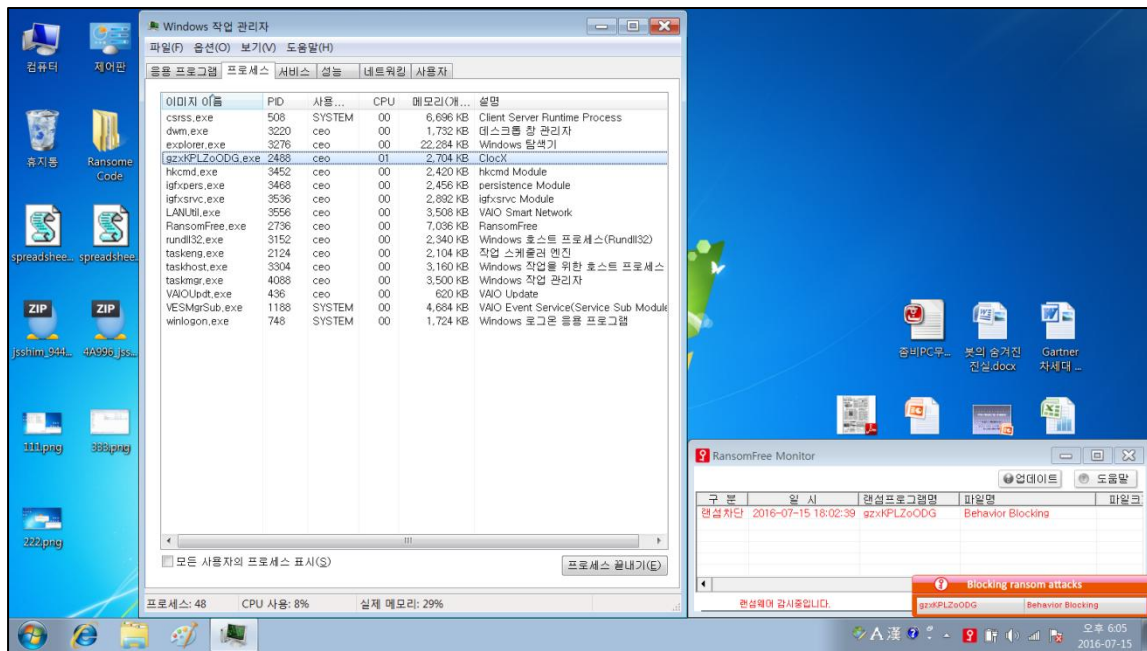 컴퓨터
제어판
휴지통
Ransome Code
spreadshee...
spreadshee...
ZIP
ZIP
jsshim_944...
4A996_jss...
111.png
333.png
222.png
Windows 작업 관리자
파일(F) 옵션(O) 보기(V) 도움말(H)
응용 프로그램 프로세스 서비스 성능 네트워킹 사용자
이미지 이름 PID 사용... CPU 메모리(개... 설명
csrss.exe 508 SYSTEM 00 6,696 KB Client Server Runtime Process
dwm.exe 3220 ceo 00 1,732 KB 데스크톱 창 관리자
explorer.exe 3276 ceo 00 22,284 KB Windows 탐색기
gzxKPLZoODG.exe 2488 ceo 01 2,704 KB ClocX
hkcmd.exe 3452 ceo 00 2,420 KB hkcmd Module
igfxpers.exe 3468 ceo 00 2,456 KB persistence Module
igfxsrvc.exe 3536 ceo 00 2,892 KB igfxsrvc Module
LANUtil.exe 3556 ceo 00 3,508 KB VAIO Smart Network
RansomFree.exe 2736 ceo 00 7,036 KB RansomFree
rundll32.exe 3152 ceo 00 2,340 KB Windows 호스트 프로세스(Rundll32)
taskeng.exe 2124 ceo 00 2,104 KB 작업 스케줄러 엔진
taskhost.exe 3304 ceo 00 3,160 KB Windows 작업을 위한 호스트 프로세스
taskmgr.exe 4088 ceo 00 3,500 KB Windows 작업 관리자
VAIOUpdt.exe 436 ceo 00 620 KB VAIO Update
VESMgrSub.exe 1188 SYSTEM 00 4,684 KB VAIO Event Service(Service Sub Module
winlogon.exe 748 SYSTEM 00 1,724 KB Windows 로그온 응용 프로그램
모든 사용자의 프로세스 표시(S)
프로세스 끝내기(E)
프로세스: 48 CPU 사용: 8% 실제 메모리: 29%
좀비PC무...
봇의 숨겨진 진실.docx
Gartner 차세대 ...
RansomFree Monitor
업데이트 도움말
구 분 일 시 랜섬프로그램명 파일명 파일크
랜섬차단 2016-07-15 18:02:39 gzxKPLZoODG Behavior Blocking
랜섬웨어 감시중입니다.
Blocking ransom attacks
gzxKPLZoODG Behavior Blocking
A 漢
오후 6:05
2016-07-15